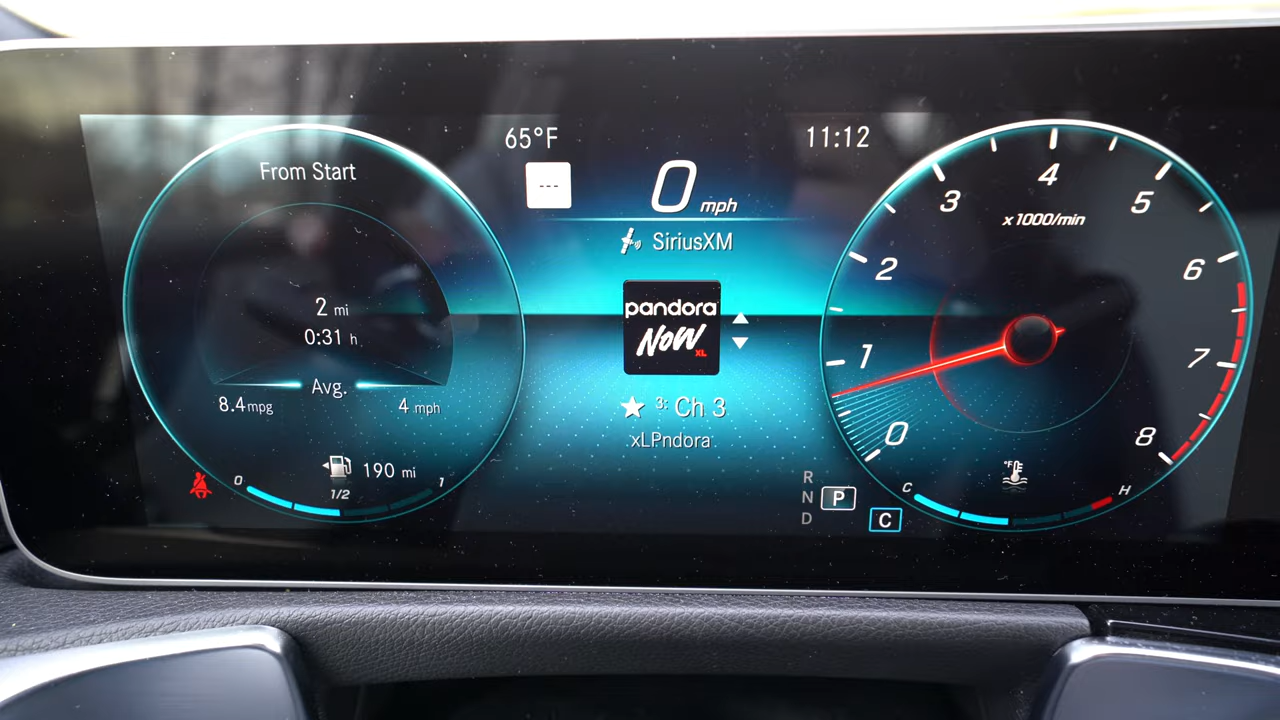 From Start
2 mi
0:31 h
Avg.
8.4mpg 4 mph
190 mi
0 1/2 1
65°F
---
0 mph
11:12
SiriusXM
pandora
NOW
XL
3: Ch 3
xLPndora
R
N P
D
C
0 1 2 3 4 5 6 7 8
x1000/min
°F
C H